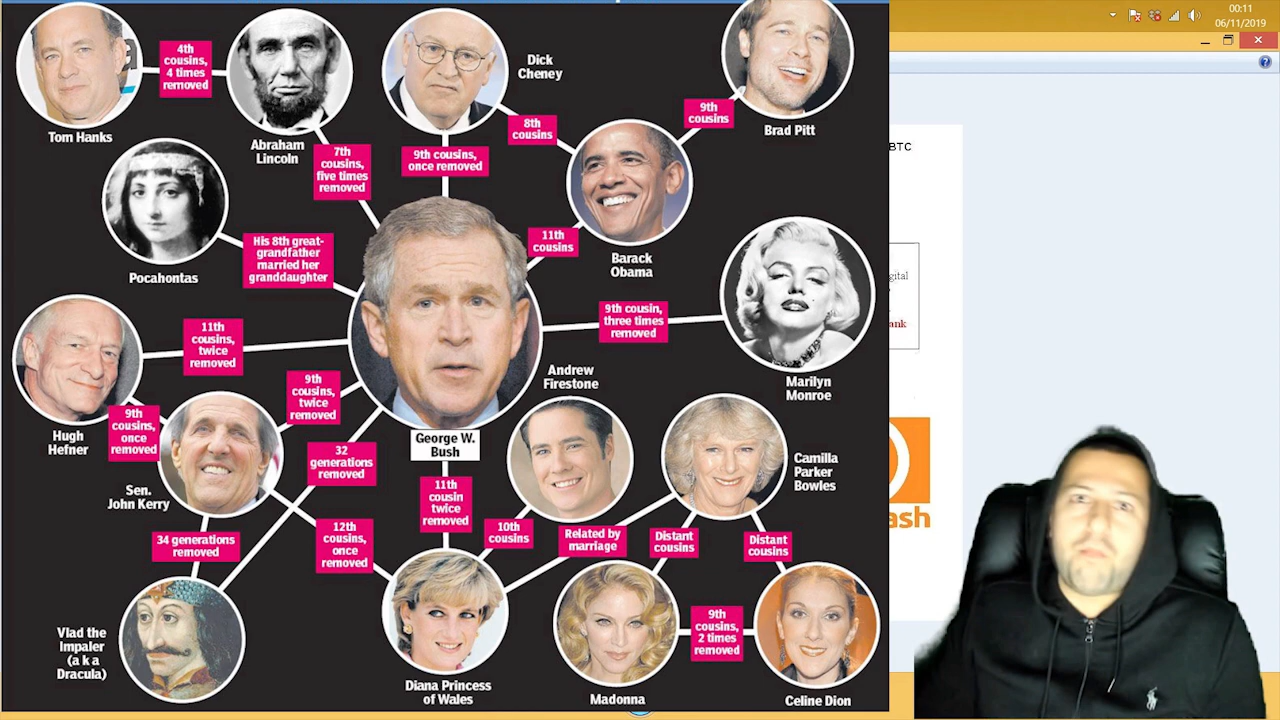 00:11
06/11/2019
4th
cousins,
4 times
removed
Tom Hanks
Abraham
Lincoln
Dick
Cheney
8th
cousins
9th
cousins
Brad Pitt
7th
cousins,
five times
removed
9th cousins,
once removed
BTC
Pocahontas
His 8th great-
grandfather
married her
granddaughter
11th
cousins
Barack
Obama
9th cousin,
three times
removed
Marilyn
Monroe
gital
ank
11th
cousins,
twice
removed
Hugh
Hefner
9th
cousins,
once
removed
9th
cousins,
twice
removed
Andrew
Firestone
George W.
Bush
Camilla
Parker
Bowles
Sen.
John Kerry
32
generations
removed
11th
cousin
twice
removed
ash
34 generations
removed
12th
cousins,
once
removed
10th
cousins
Related by
marriage
Distant
cousins
Distant
cousins
Vlad the
Impaler
(a k a
Dracula)
Diana Princess
of Wales
9th
cousins,
2 times
removed
Madonna
Celine Dion